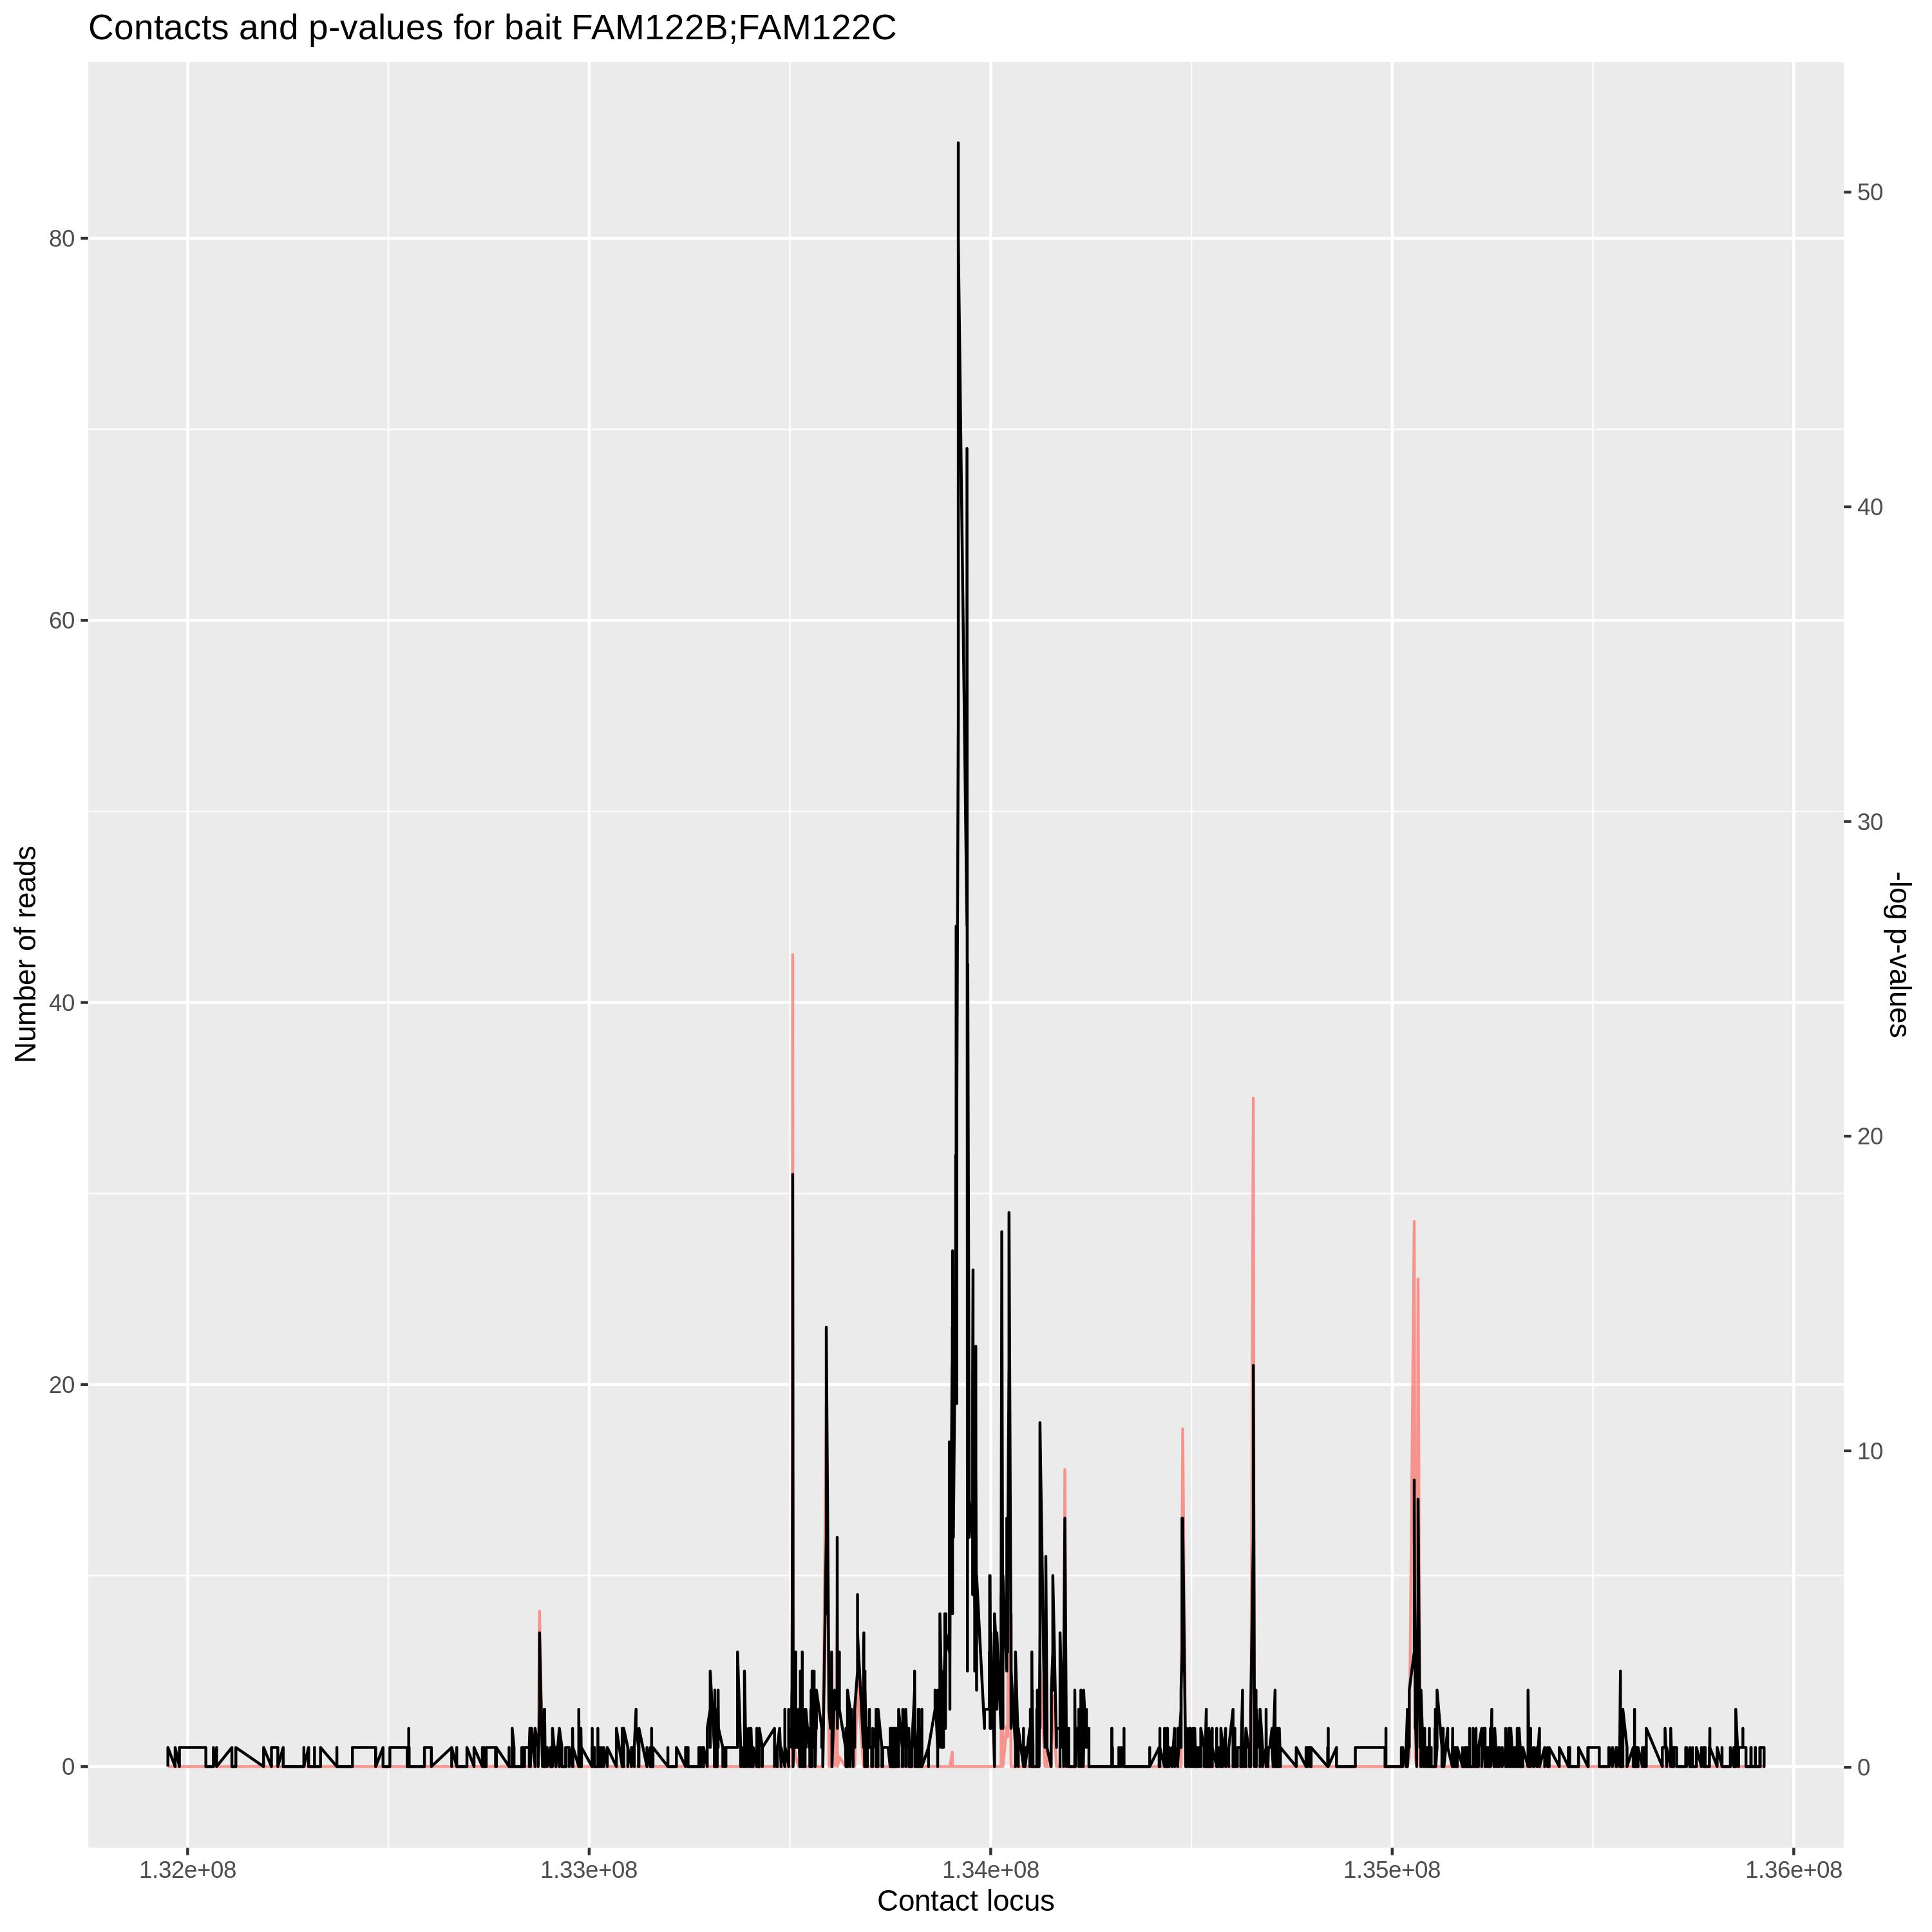 Contacts and p-values for bait FAM122B;FAM122C
Number of reads
80
60
40
20
0
50
40
30
20
10
0
-log p-values
1.32e+08 1.33e+08 1.34e+08 1.35e+08 1.36e+08
Contact locus